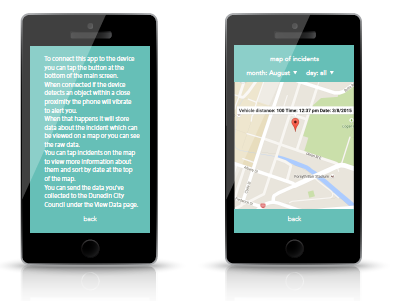 To connect this app to the device
you can tap the button at the
bottom of the main screen.
When connected if the device
detects an object within a close
proximity the phone will vibrate
to alert you.
When that happens it will store
data about the incident which can
be viewed on a map or you can see
the raw data.
You can tap incidents on the map
to view more information about
them and sort by date at the top
of the map.
You can send the data you've
collected to the Dunedin City
Council under the View Data page.
back
map of incidents
month: August day: all
Vehicle distance: 100 Time: 12:37 pm Date: 3/8/2015
Forsyth Barr Stadium
back